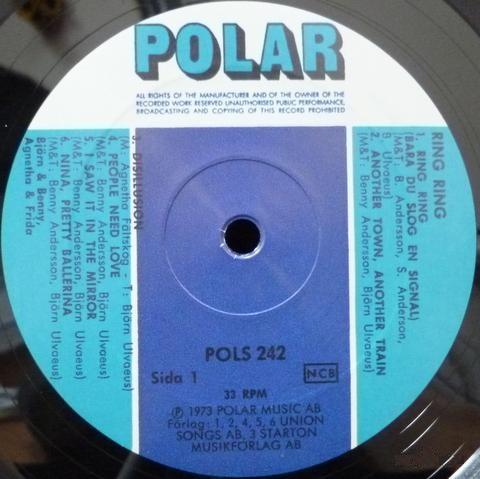 POLAR
ALL RIGHTS OF THE MANUFACTURER AND OF THE OWNER OF THE
RECORDED WORK RESERVED UNAUTHORISED PUBLIC PERFORMANCE,
BROADCASTING AND COPYING OF THIS RECORD PROHIBITED
RING RING
1. RING RING
(BARA DU SLOG EN SIGNAL)
(M&T: B. Andersson, S. Anderson,
B Ulvaeus)
2. ANOTHER TOWN, ANOTHER TRAIN
(M&T: Benny Andersson, Björn Ulvaeus)
3. DISILLUSION
(M: Agnetha Fältskog - T: Björn Ulvaeus)
4. PEOPLE NEED LOVE
(M&T: Benny Andersson, Björn Ulvaeus)
5. I SAW IT IN THE MIRROR
(M&T: Benny Andersson, Björn Ulvaeus)
6. NINA, PRETTY BALLERINA
(M&T: Benny Andersson, Björn Ulvaeus)
Björn & Benny,
Agnetha & Frida
POLS 242
Sida 1
NCB
33 RPM
Ⓟ 1973 POLAR MUSIC AB
Förlag: 1, 2, 4, 5, 6 UNION
SONGS AB, 3 STARTON
MUSIKFÖRLAG AB